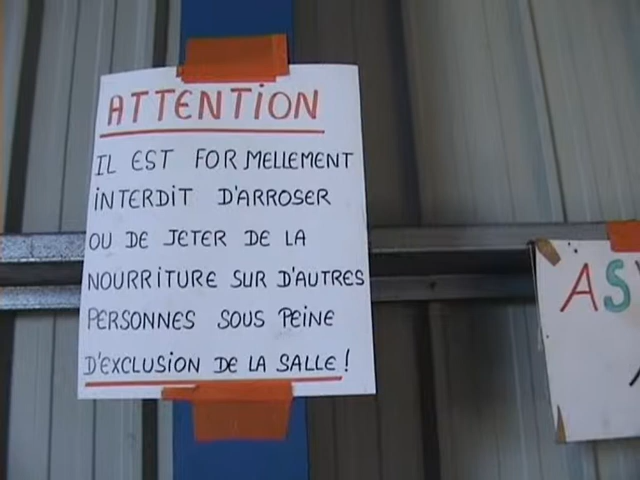 ATTENTION
IL EST FORMELLEMENT
INTERDIT D'ARROSER
OU DE JETER DE LA
NOURRITURE SUR D'AUTRES
PERSONNES SOUS PEINE
D'EXCLUSION DE LA SALLE !